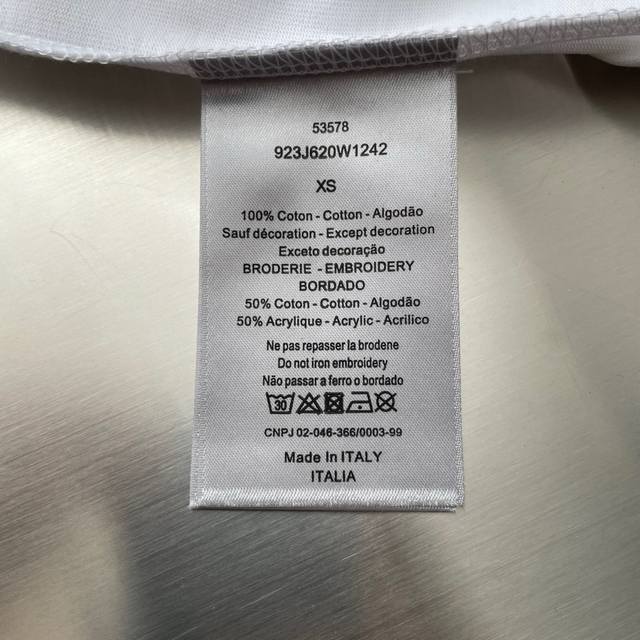 53578
923J620W1242
XS
100% Coton - Cotton - Algodão
Sauf décoration - Except decoration
Exceto decoração
BRODERIE - EMBROIDERY
BORDADO
50% Coton - Cotton - Algodão
50% Acrylique - Acrylic - Acrilico
Ne pas repasser la brodene
Do not iron embroidery
Não passar a ferro o bordado
30
CNPJ 02-046-366/0003-99
Made In ITALY
ITALIA